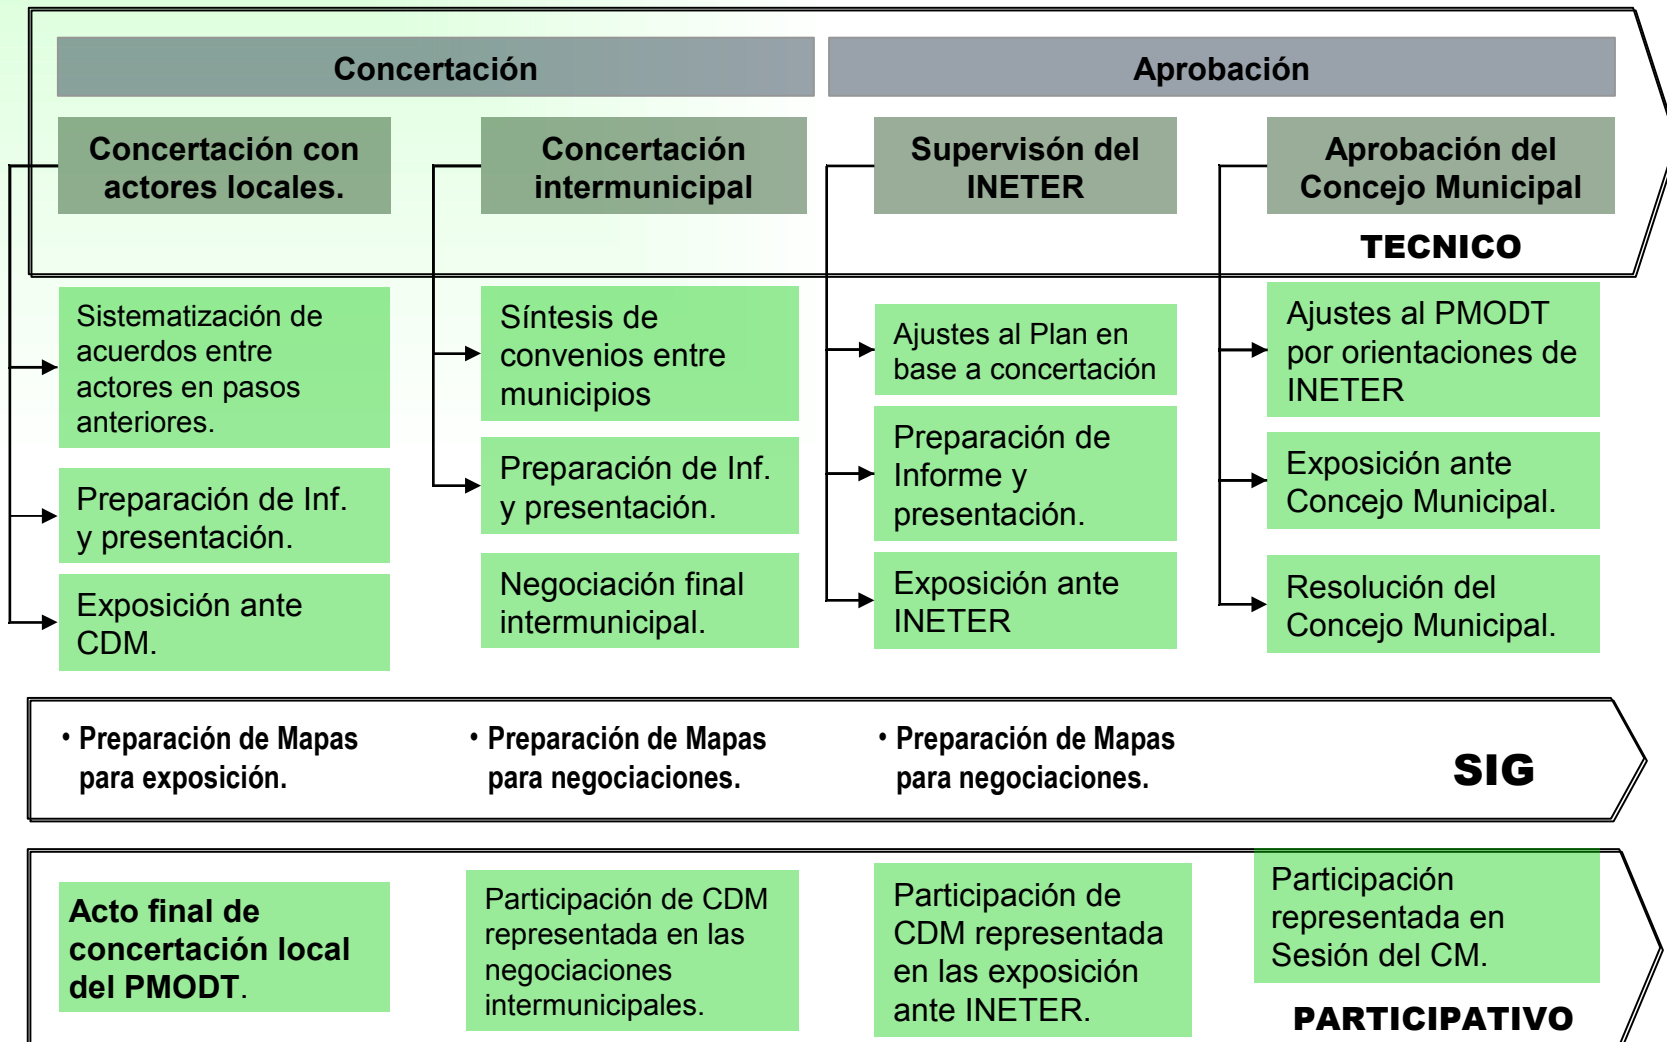 Concertación
Aprobación
Concertación con
actores locales.
Concertación
intermunicipal
Supervisón del
INETER
Aprobación del
Concejo Municipal
TECNICO
Sistematización de
acuerdos entre
actores en pasos
anteriores.
Preparación de Inf.
y presentación.
Exposición ante
CDM.
Síntesis de
convenios entre
municipios
Preparación de Inf.
y presentación.
Negociación final
intermunicipal.
Ajustes al Plan en
base a concertación
Preparación de
Informe y
presentación.
Exposición ante
INETER
Ajustes al PMODT
por orientaciones de
INETER
Exposición ante
Concejo Municipal.
Resolución del
Concejo Municipal.
• Preparación de Mapas
para exposición.
• Preparación de Mapas
para negociaciones.
• Preparación de Mapas
para negociaciones.
SIG
Acto final de
concertación local
del PMODT.
Participación de CDM
representada en las
negociaciones
intermunicipales.
Participación de
CDM representada
en las exposición
ante INETER.
Participación
representada en
Sesión del CM.
PARTICIPATIVO